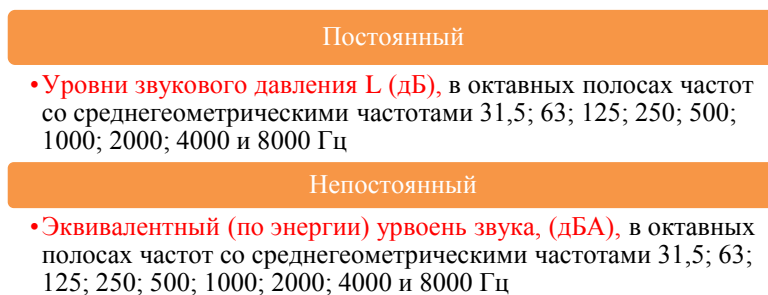 Постоянный
•Уровни звукового давления L (дБ), в октавных полосах частот
со среднегеометрическими частотами 31,5; 63; 125; 250; 500;
1000; 2000; 4000 и 8000 Гц
Непостоянный
•Эквивалентный (по энергии) урвоень звука, (дБА), в октавных
полосах частот со среднегеометрическими частотами 31,5; 63;
125; 250; 500; 1000; 2000; 4000 и 8000 Гц